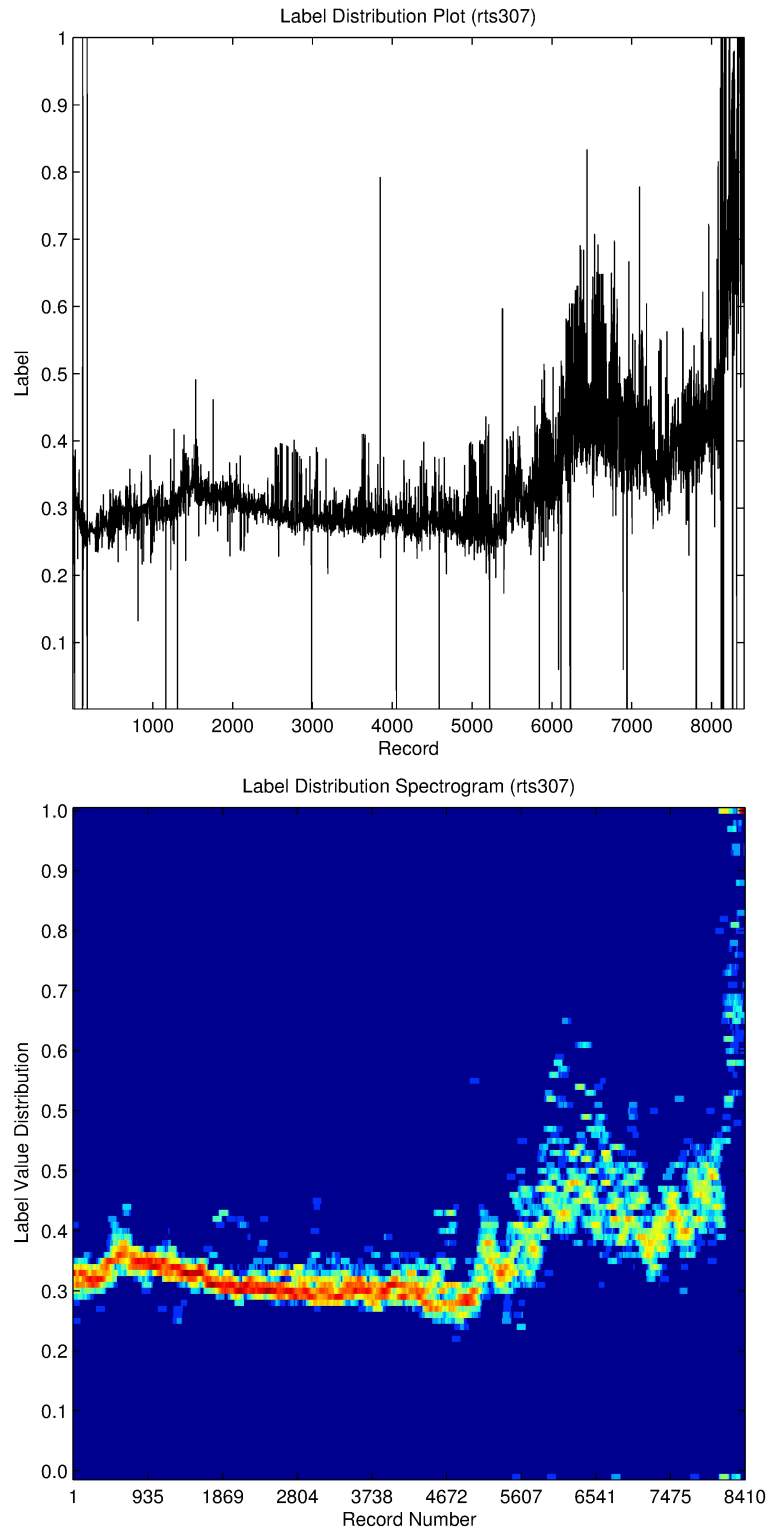 Label Distribution Plot (rts307)
1
0.9
0.8
0.7
0.6
0.5
0.4
0.3
0.2
0.1
Label
1000 2000 3000 4000 5000 6000 7000 8000
Record
Label Distribution Spectrogram (rts307)
1.0
0.9
0.8
0.7
0.6
0.5
0.5
0.4
0.3
0.2
0.1
0.0
Label Value Distribution
1 935 1869 2804 3738 4672 5607 6541 7475 8410
Record Number